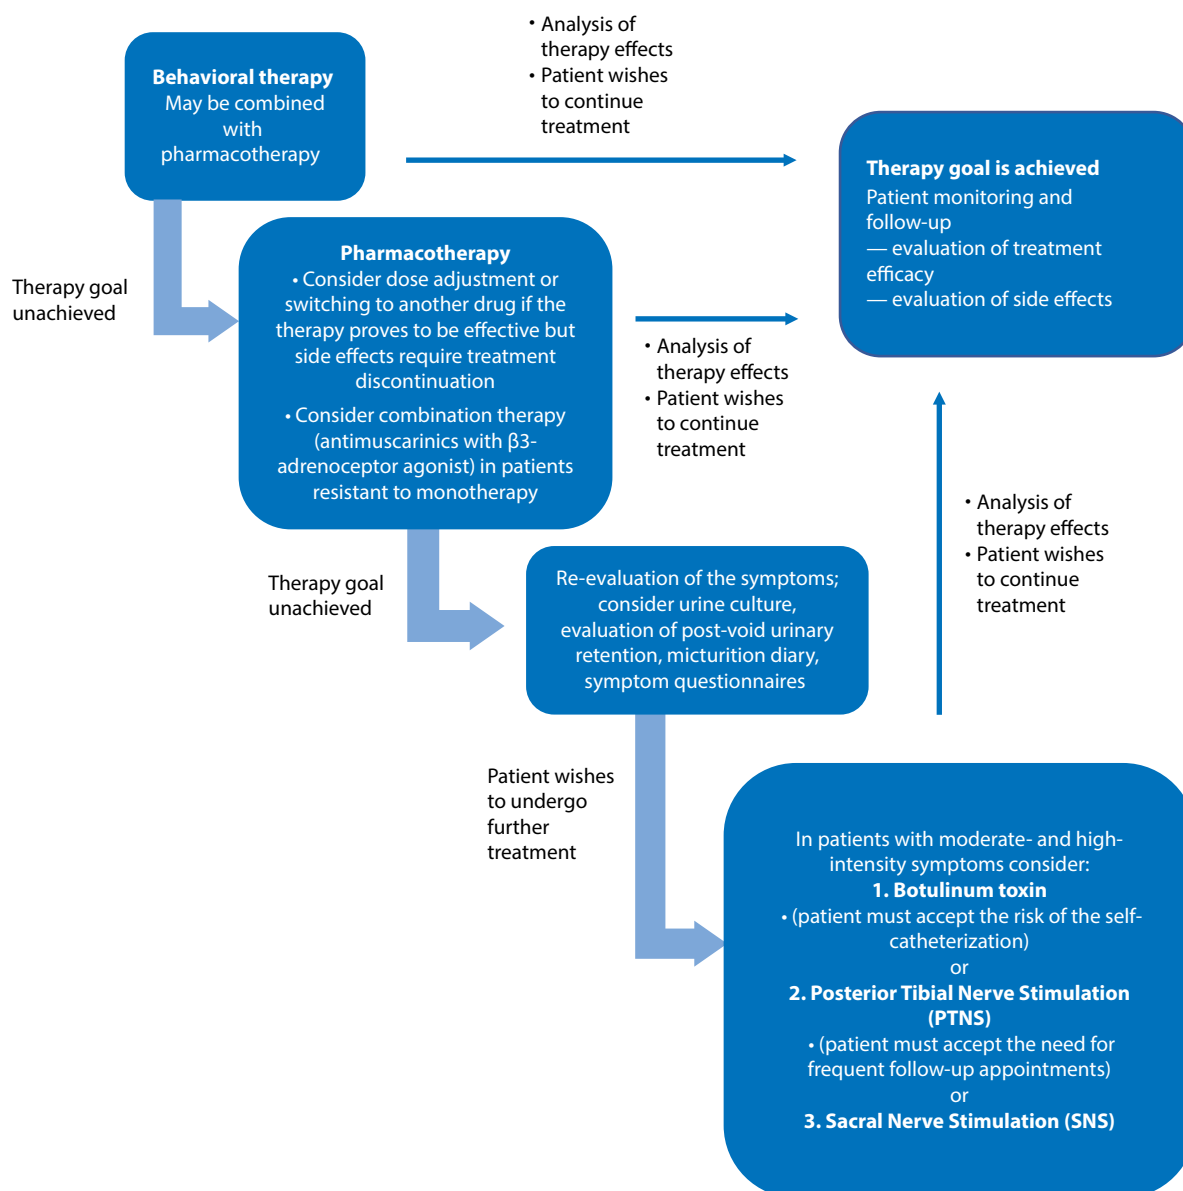 • Analysis of
therapy effects
• Patient wishes
to continue
treatment
Behavioral therapy
May be combined
with
pharmacotherapy
Therapy goal is achieved
Patient monitoring and
follow-up
— evaluation of treatment
efficacy
— evaluation of side effects
Therapy goal
unachieved
Pharmacotherapy
• Consider dose adjustment or
switching to another drug if the
therapy proves to be effective but
side effects require treatment
discontinuation
• Consider combination therapy
(antimuscarinics with β3-
adrenoceptor agonist) in patients
resistant to monotherapy
• Analysis of
therapy effects
• Patient wishes
to continue
treatment
• Analysis of
therapy effects
• Patient wishes
to continue
treatment
Therapy goal
unachieved
Re-evaluation of the symptoms;
consider urine culture,
evaluation of post-void urinary
retention, micturition diary,
symptom questionnaires
Patient wishes
to undergo
further
treatment
In patients with moderate- and high-
intensity symptoms consider:
1. Botulinum toxin
• (patient must accept the risk of the self-
catheterization)
or
2. Posterior Tibial Nerve Stimulation
(PTNS)
• (patient must accept the need for
frequent follow-up appointments)
or
3. Sacral Nerve Stimulation (SNS)